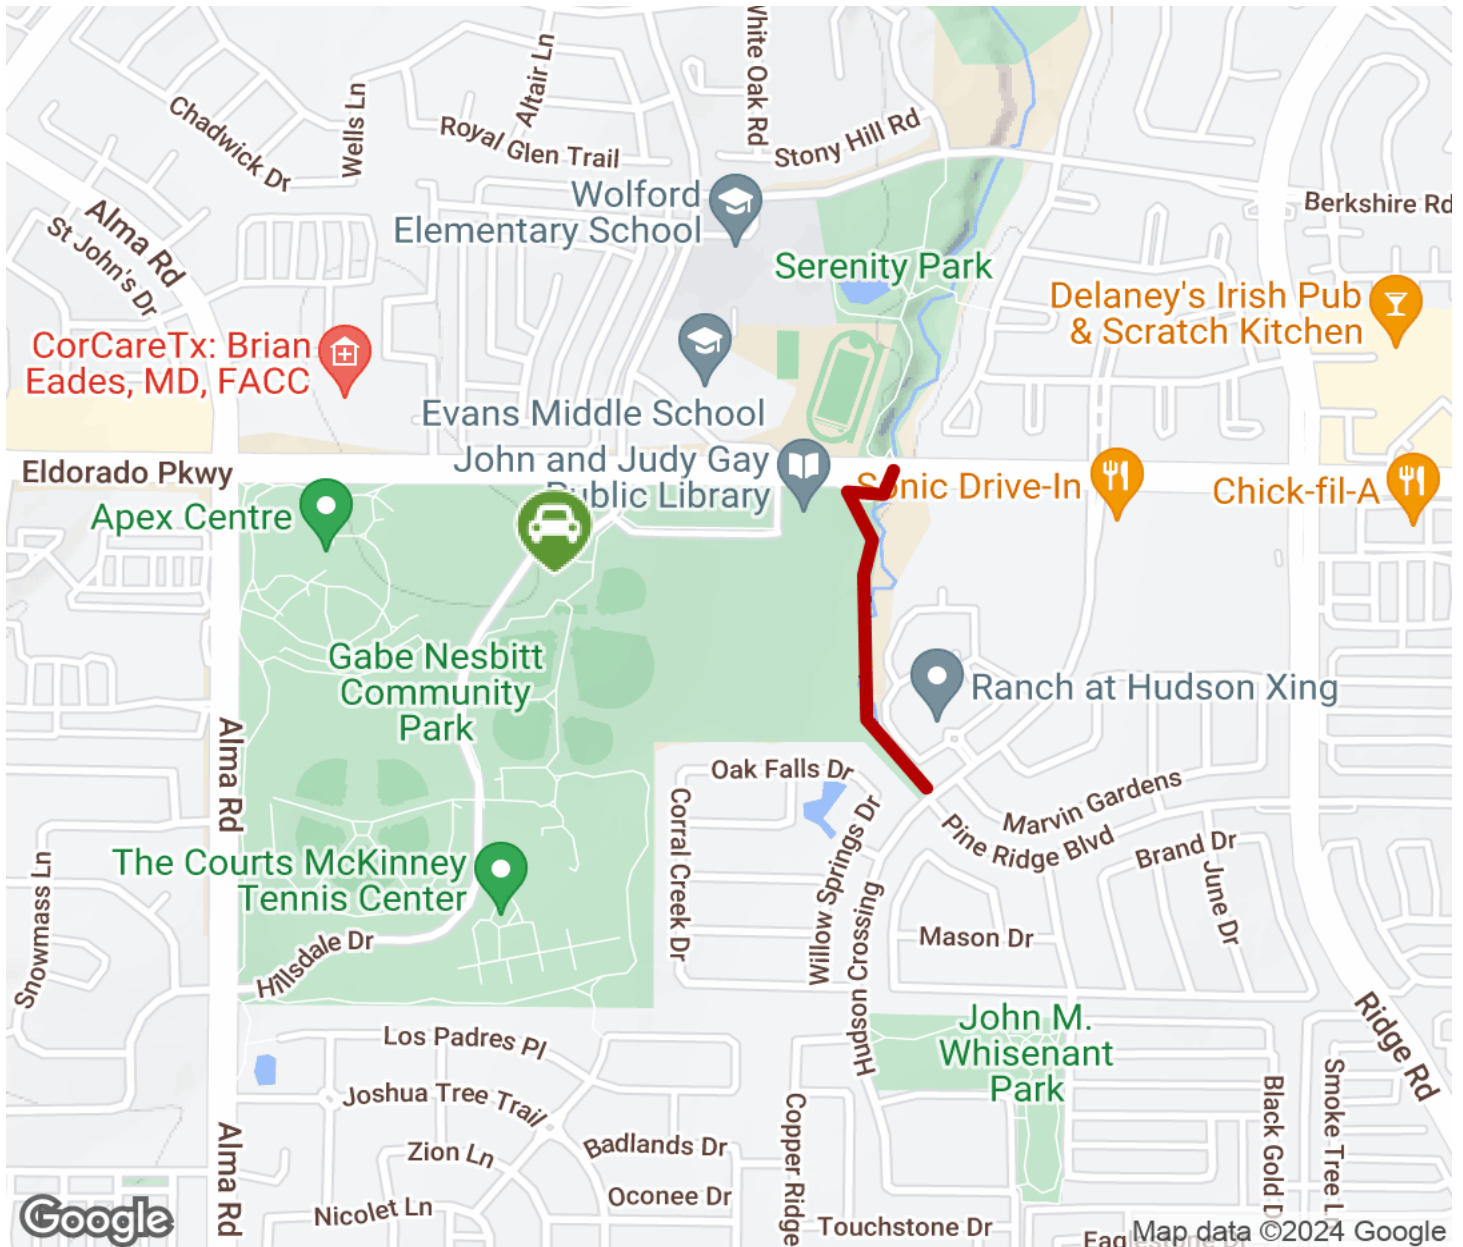 White Oak Rd
Altair Ln
Wells Ln
Chadwick Dr
Royal Glen Trail
Stony Hill Rd
Wolford
Elementary School
Berkshire Rd
Alma Rd
St John's Dr
Serenity Park
Delaney's Irish Pub
& Scratch Kitchen
CorCareTx: Brian
Eades, MD, FACC
Evans Middle School
Eldorado Pkwy
John and Judy Gay
Public Library
Sonic Drive-In
Chick-fil-A
Apex Centre
Gabe Nesbitt
Community
Park
Ranch at Hudson Xing
Alma Rd
Oak Falls Dr
Marvin Gardens
Pine Ridge Blvd
Brand Dr
Corral Creek Dr
Willow Springs Dr
June Dr
Snowmass Ln
The Courts McKinney
Tennis Center
Hudson Crossing
Mason Dr
Hillsdale Dr
Los Padres Pl
John M.
Whisenant
Park
Ridge Rd
Joshua Tree Trail
Black Gold D
Smoke Tree L
Copper Ridge
Zion Ln
Badlands Dr
Alma Rd
Nicolet Ln
Oconee Dr
Touchstone Dr
Eaglestone Dr
Google
Map data ©2024 Google